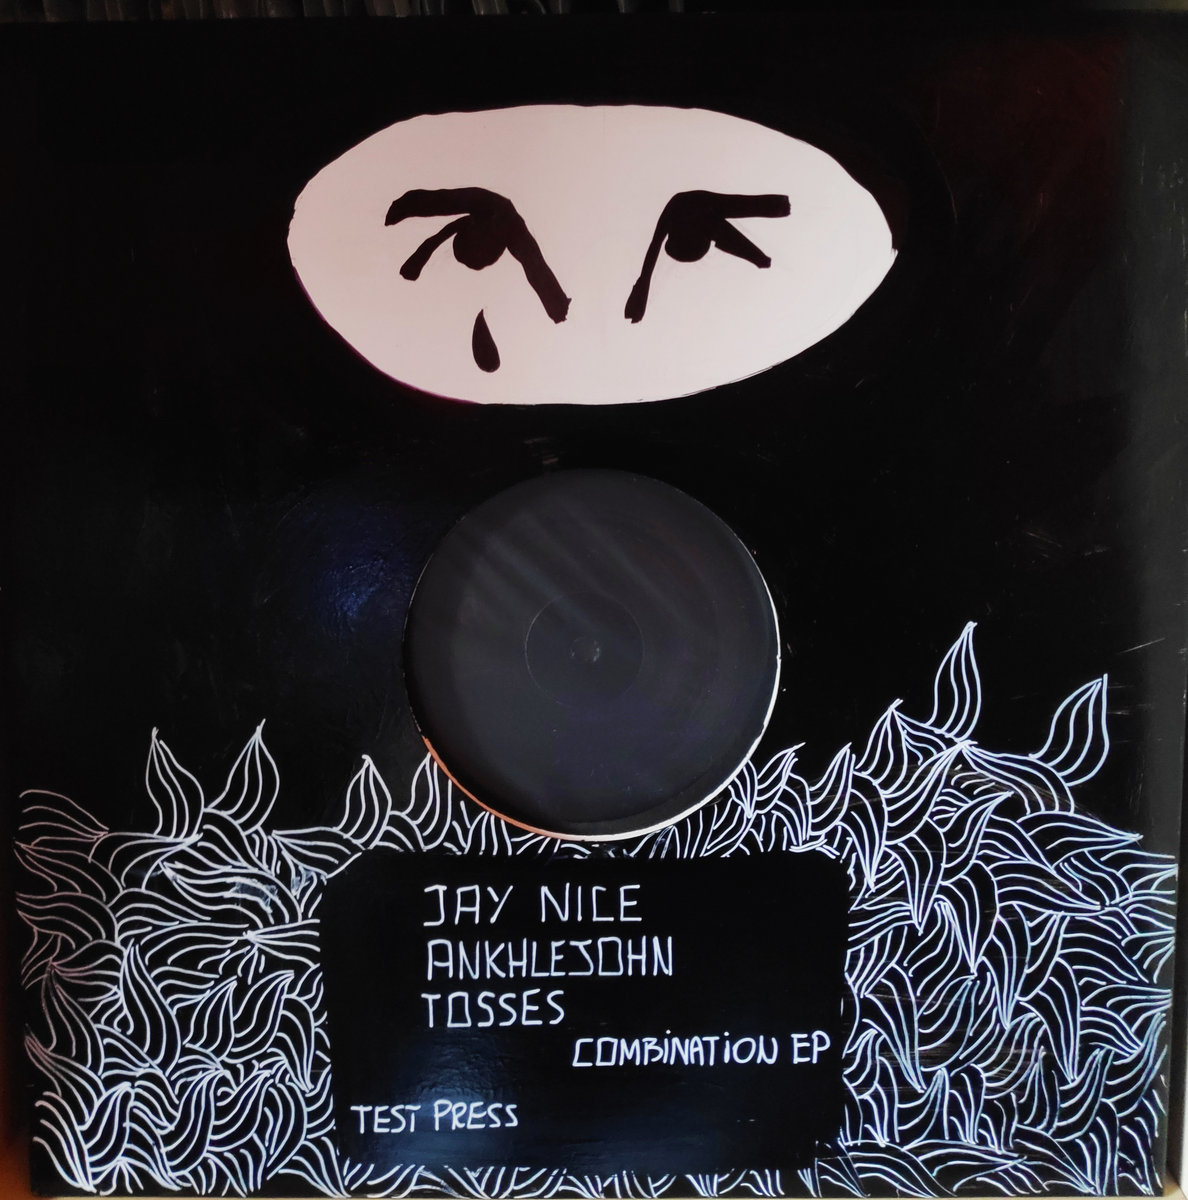 JAY NICE
ANKHLEJOHN
TOSSES
COMBiNATiON EP
TEST PRESS